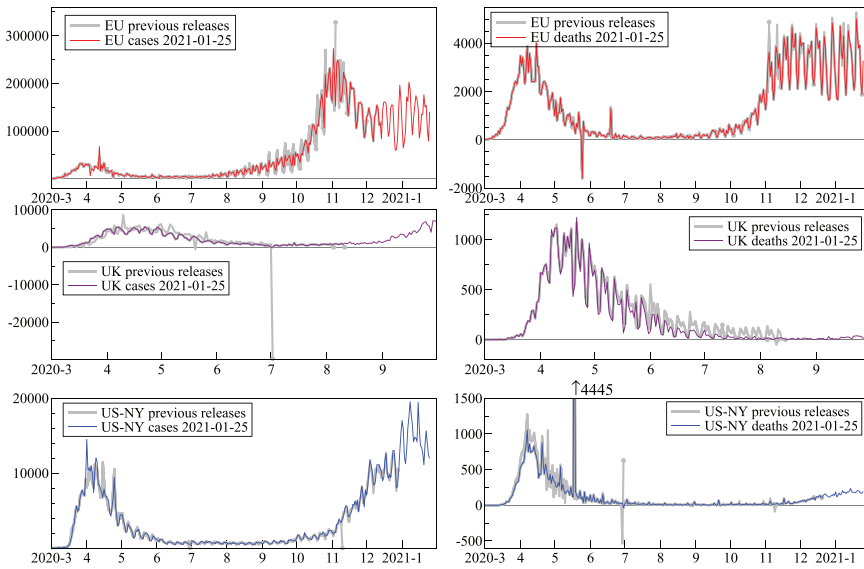 EU previous releases
EU cases 2021-01-25
300000
200000
100000
0
2020-3 4 5 6 7 8 9 10 11 12 2021-1
EU previous releases
EU deaths 2021-01-25
4000
2000
0
-2000
2020-3 4 5 6 7 8 9 10 11 12 2021-1
10000
0
-10000
-20000
UK previous releases
UK cases 2021-01-25
2020-3 4 5 6 7 8 9
UK previous releases
UK deaths 2021-01-25
1000
500
0
2020-3 4 5 6 7 8 9
20000
10000
0
US-NY previous releases
US-NY cases 2021-01-25
2020-3 4 5 6 7 8 9 10 11 12 2021-1
↑4445
US-NY previous releases
US-NY deaths 2021-01-25
1500
1000
500
0
-500
2020-3 4 5 6 7 8 9 10 11 12 2021-1